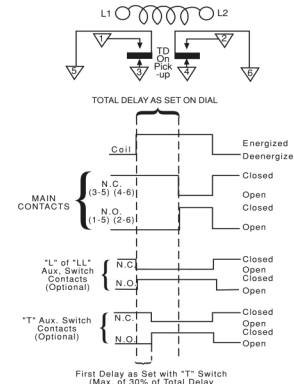 L1 L2
1 2
TD
On
Pick
-up
3 4
5 6
TOTAL DELAY AS SET ON DIAL
Coil
Energized
Deenergize
MAIN
CONTACTS
N.C.
(3-5) (4-6)
Closed
Open
N.O.
(1-5) (2-6)
Closed
Open
"L" of "LL"
Aux. Switch
Contacts
(Optional)
N.C.
Closed
Open
N.O.
Closed
Open
"T" Aux. Switch
Contacts
(Optional)
N.C.
Closed
Open
N.O.
Closed
Open
First Delay as Set with "T" Switch
(Max. of 30% of Total Delay